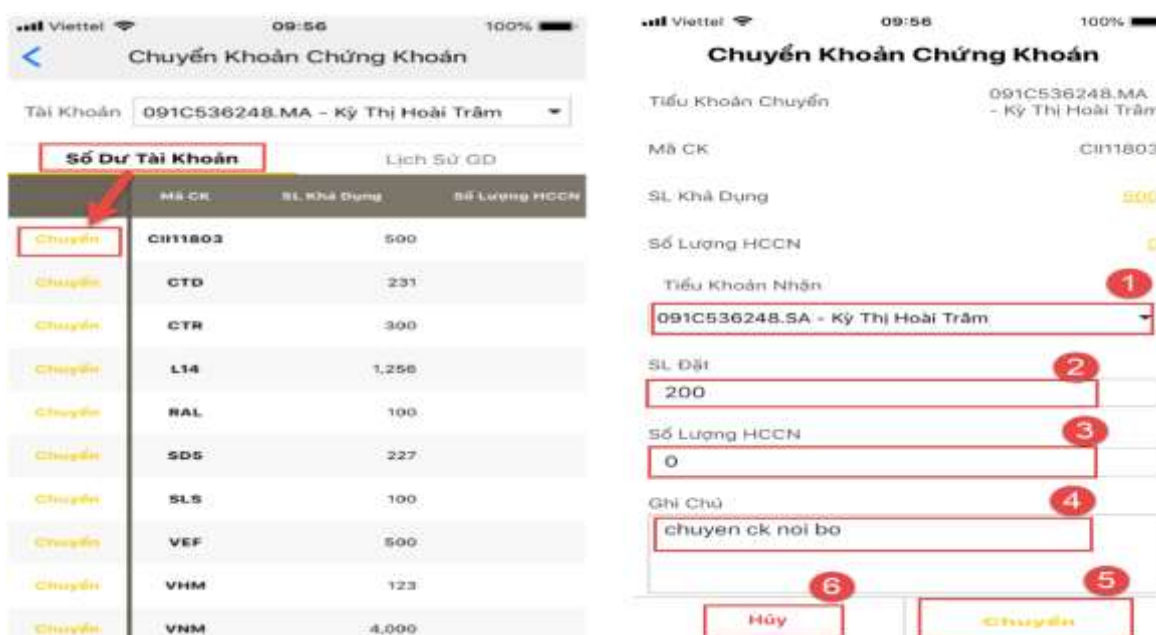 Viettel 09:56 100%
Chuyển Khoản Chứng Khoán
Tài Khoản 091C536248.MA - Kỳ Thị Hoài Trâm
Số Dư Tài Khoản Lịch Sử GD
Mã CK SL Khả Dụng Số Lượng HCCN
Chuyển CII11803 500
Chuyển CTD 231
Chuyển CTR 300
Chuyển L14 1,256
Chuyển RAL 100
Chuyển SD5 227
Chuyển SLS 100
Chuyển VEF 500
Chuyển VHM 123
Chuyển VNM 4,000
Viettel 09:56 100%
Chuyển Khoản Chứng Khoán
Tiểu Khoản Chuyển 091C536248.MA
- Kỳ Thị Hoài Trâm
Mã CK CII11803
SL Khả Dụng 500
Số Lượng HCCN 0
Tiểu Khoản Nhận 1
091C536248.SA - Kỳ Thị Hoài Trâm
SL Đặt 2
200
Số Lượng HCCN 3
0
Ghi Chú 4
chuyen ck noi bo
6 5
Hủy Chuyển